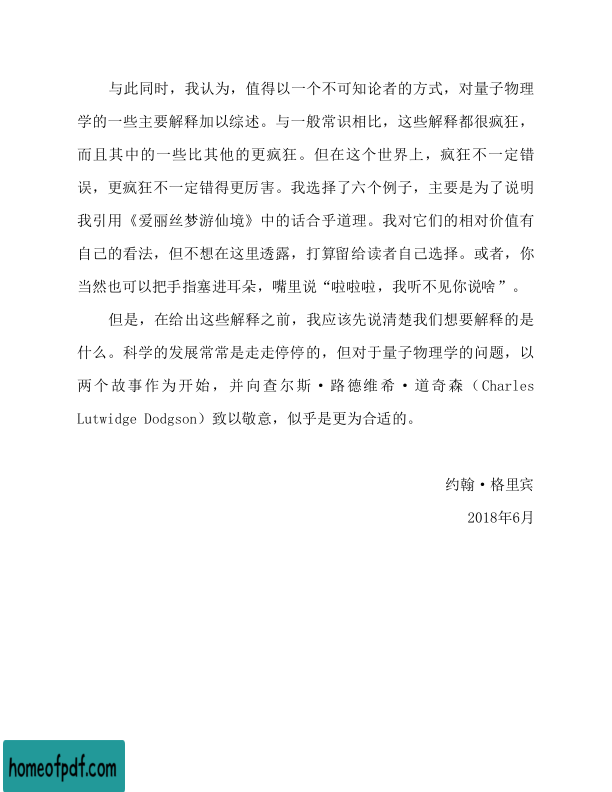 与此同时，我认为，值得以一个不可知论者的方式，对量子物理
学的一些主要解释加以综述。与一般常识相比，这些解释都很疯狂，
而且其中的一些比其他的更疯狂。但在这个世界上，疯狂不一定错
误，更疯狂不一定错得更厉害。我选择了六个例子，主要是为了说明
我引用《爱丽丝梦游仙境》中的话合乎道理。我对它们的相对价值有
自己的看法，但不想在这里透露，打算留给读者自己选择。或者，你
当然也可以把手指塞进耳朵，嘴里说“啦啦啦，我听不见你说啥”。
但是，在给出这些解释之前，我应该先说清楚我们想要解释的是
什么。科学的发展常常是走走停停的，但对于量子物理学的问题，以
两个故事作为开始，并向查尔斯·路德维希·道奇森（Charles
Lutwidge Dodgson）致以敬意，似乎是更为合适的。
约翰·格里宾
2018年6月
homeofpdf.com